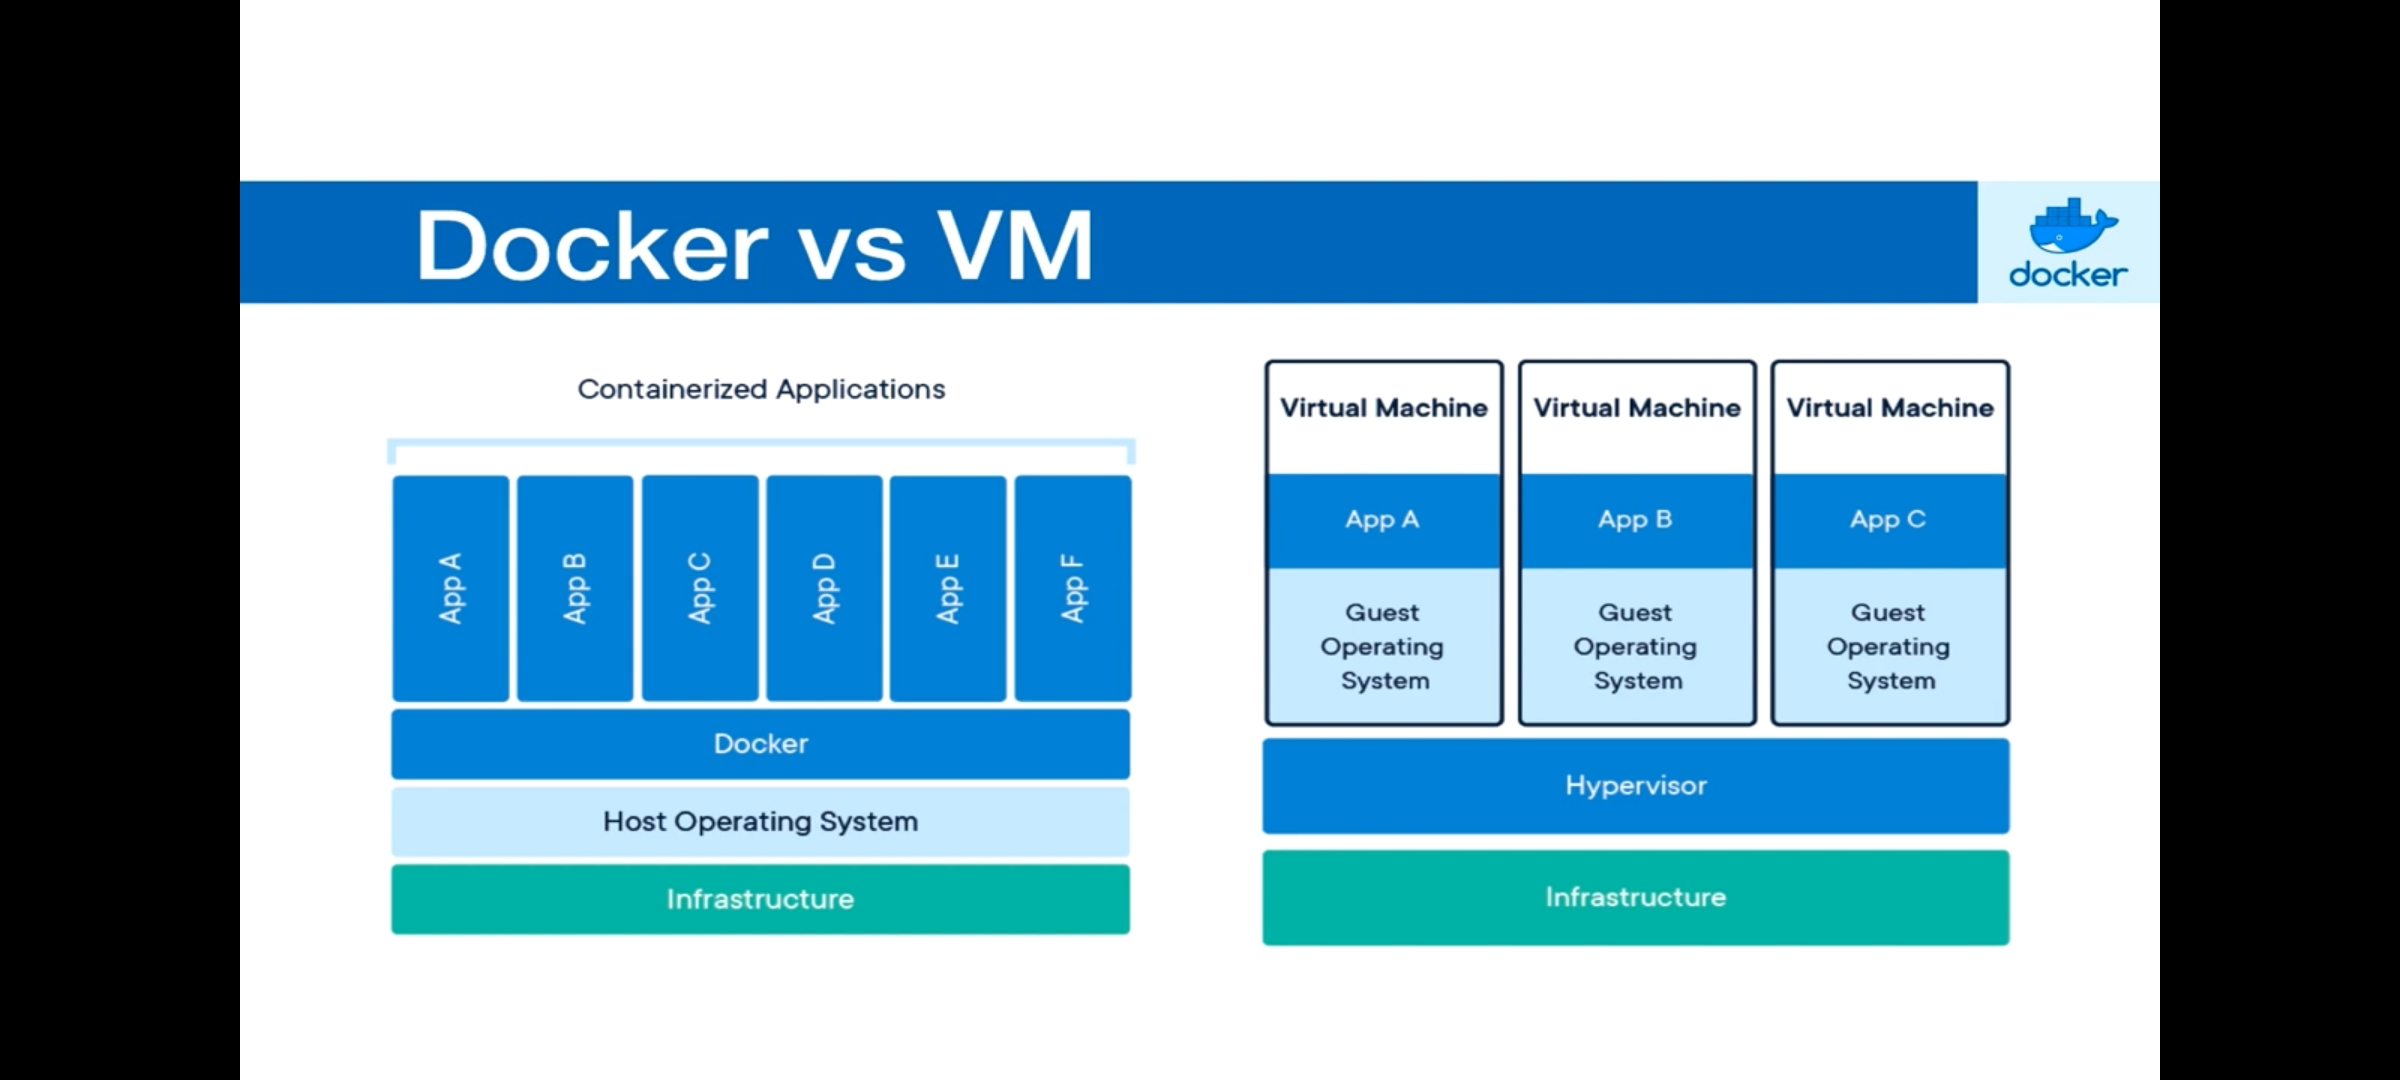 Docker vs VM
docker
Containerized Applications
App A
App B
App C
App D
App E
App F
Docker
Host Operating System
Infrastructure
Virtual Machine
App A
Guest
Operating
System
Virtual Machine
App B
Guest
Operating
System
Virtual Machine
App C
Guest
Operating
System
Hypervisor
Infrastructure